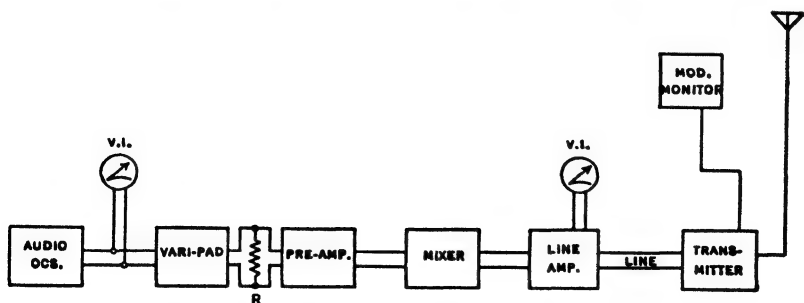 MOD.
MONITOR
V.I.
V.I.
AUDIO
OCS.
VARI-PAD
R
PRE-AMP.
MIXER
LINE
AMP.
LINE
TRANS-
MITTER